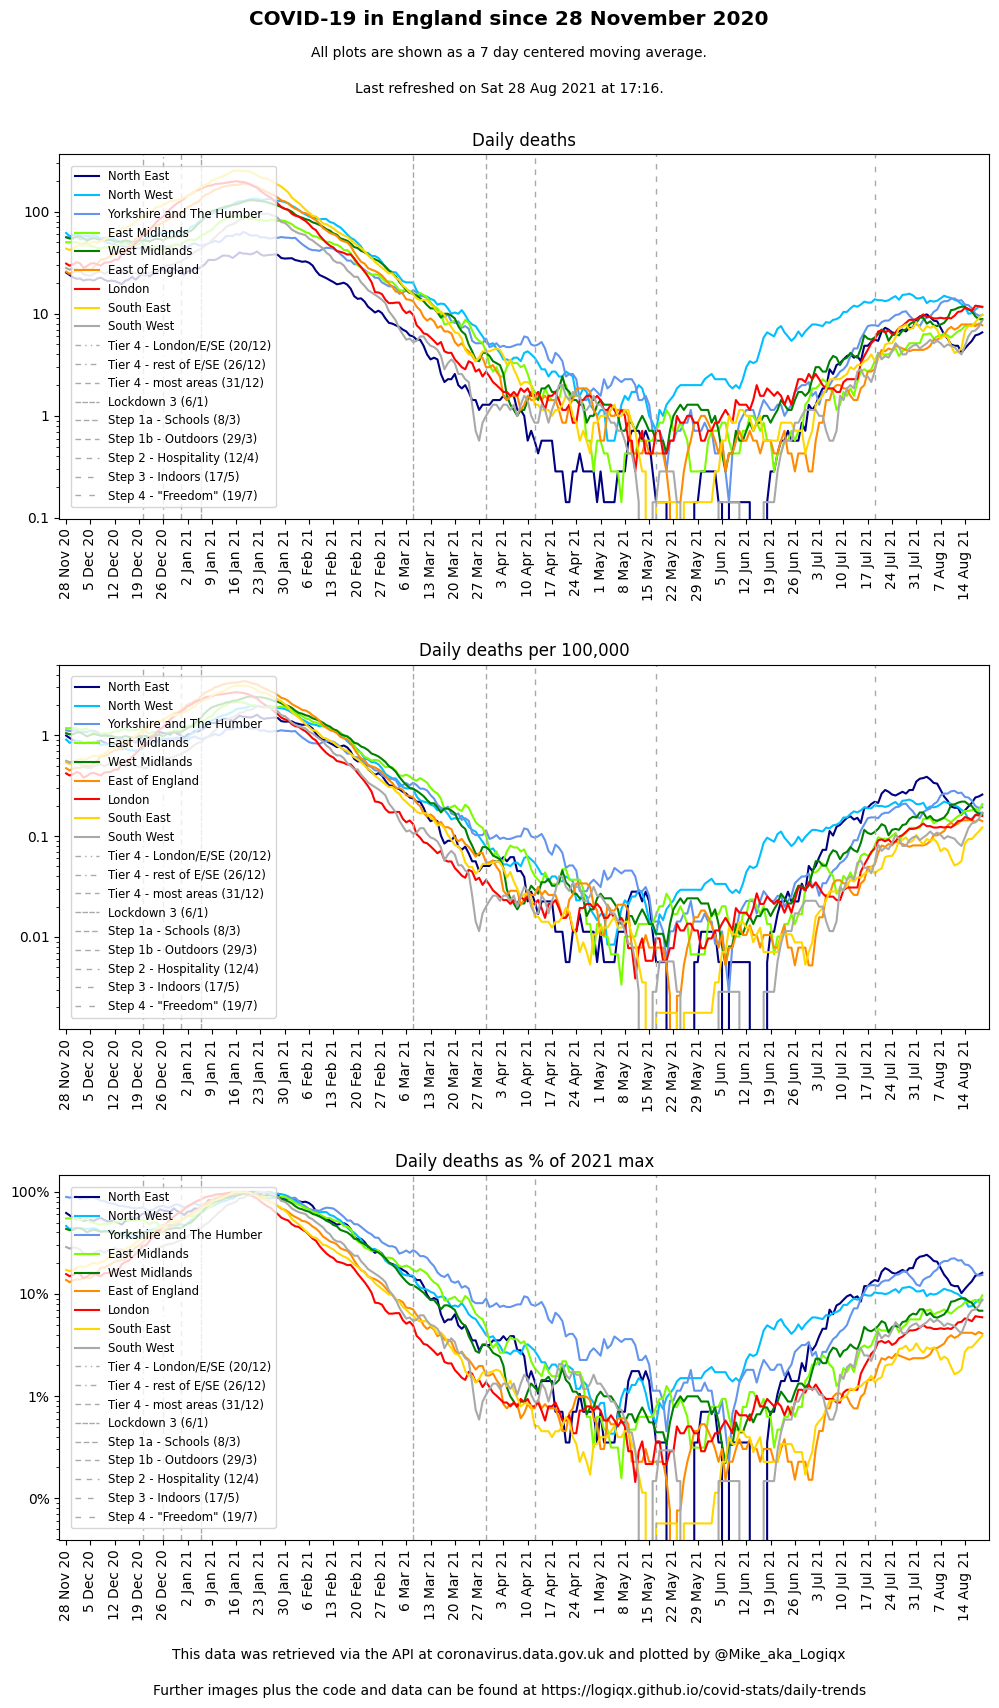 COVID-19 in England since 28 November 2020
All plots are shown as a 7 day centered moving average.
Last refreshed on Sat 28 Aug 2021 at 17:16.
Daily deaths
100
10
1
0.1
North East
North West
Yorkshire and The Humber
East Midlands
West Midlands
East of England
London
South East
South West
Tier 4 - London/E/SE (20/12)
Tier 4 - rest of E/SE (26/12)
Tier 4 - most areas (31/12)
Lockdown 3 (6/1)
Step 1a - Schools (8/3)
Step 1b - Outdoors (29/3)
Step 2 - Hospitality (12/4)
Step 3 - Indoors (17/5)
Step 4 - "Freedom" (19/7)
28 Nov 20
5 Dec 20
12 Dec 20
19 Dec 20
26 Dec 20
2 Jan 21
9 Jan 21
16 Jan 21
23 Jan 21
30 Jan 21
6 Feb 21
13 Feb 21
20 Feb 21
27 Feb 21
6 Mar 21
13 Mar 21
20 Mar 21
27 Mar 21
3 Apr 21
10 Apr 21
17 Apr 21
24 Apr 21
1 May 21
8 May 21
15 May 21
22 May 21
29 May 21
5 Jun 21
12 Jun 21
19 Jun 21
26 Jun 21
3 Jul 21
10 Jul 21
17 Jul 21
24 Jul 21
31 Jul 21
7 Aug 21
14 Aug 21
Daily deaths per 100,000
1
0.1
0.01
North East
North West
Yorkshire and The Humber
East Midlands
West Midlands
East of England
London
South East
South West
Tier 4 - London/E/SE (20/12)
Tier 4 - rest of E/SE (26/12)
Tier 4 - most areas (31/12)
Lockdown 3 (6/1)
Step 1a - Schools (8/3)
Step 1b - Outdoors (29/3)
Step 2 - Hospitality (12/4)
Step 3 - Indoors (17/5)
Step 4 - "Freedom" (19/7)
28 Nov 20
5 Dec 20
12 Dec 20
19 Dec 20
26 Dec 20
2 Jan 21
9 Jan 21
16 Jan 21
23 Jan 21
30 Jan 21
6 Feb 21
13 Feb 21
20 Feb 21
27 Feb 21
6 Mar 21
13 Mar 21
20 Mar 21
27 Mar 21
3 Apr 21
10 Apr 21
17 Apr 21
24 Apr 21
1 May 21
8 May 21
15 May 21
22 May 21
29 May 21
5 Jun 21
12 Jun 21
19 Jun 21
26 Jun 21
3 Jul 21
10 Jul 21
17 Jul 21
24 Jul 21
31 Jul 21
7 Aug 21
14 Aug 21
Daily deaths as % of 2021 max
100%
10%
1%
0%
North East
North West
Yorkshire and The Humber
East Midlands
West Midlands
East of England
London
South East
South West
Tier 4 - London/E/SE (20/12)
Tier 4 - rest of E/SE (26/12)
Tier 4 - most areas (31/12)
Lockdown 3 (6/1)
Step 1a - Schools (8/3)
Step 1b - Outdoors (29/3)
Step 2 - Hospitality (12/4)
Step 3 - Indoors (17/5)
Step 4 - "Freedom" (19/7)
28 Nov 20
5 Dec 20
12 Dec 20
19 Dec 20
26 Dec 20
2 Jan 21
9 Jan 21
16 Jan 21
23 Jan 21
30 Jan 21
6 Feb 21
13 Feb 21
20 Feb 21
27 Feb 21
6 Mar 21
13 Mar 21
20 Mar 21
27 Mar 21
3 Apr 21
10 Apr 21
17 Apr 21
24 Apr 21
1 May 21
8 May 21
15 May 21
22 May 21
29 May 21
5 Jun 21
12 Jun 21
19 Jun 21
26 Jun 21
3 Jul 21
10 Jul 21
17 Jul 21
24 Jul 21
31 Jul 21
7 Aug 21
14 Aug 21
This data was retrieved via the API at coronavirus.data.gov.uk and plotted by @Mike_aka_Logiqx
Further images plus the code and data can be found at https://logiqx.github.io/covid-stats/daily-trends